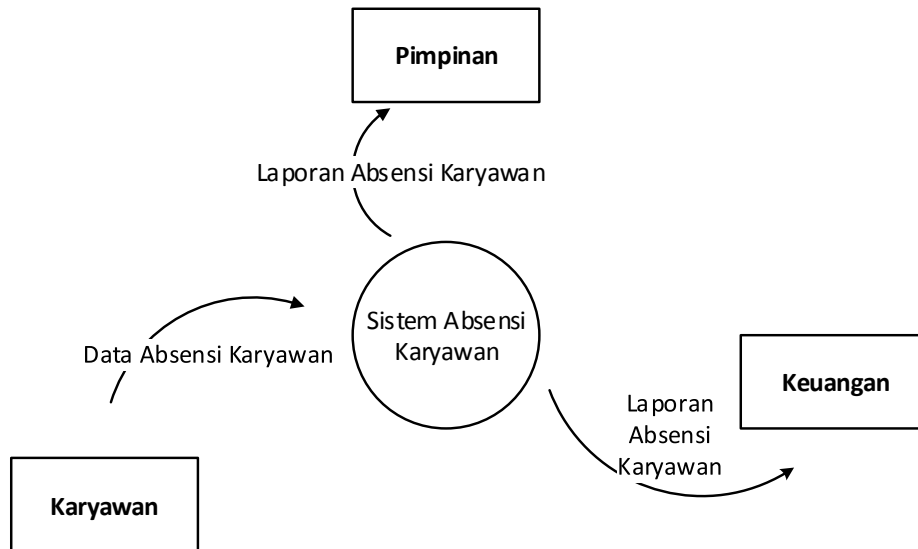 Pimpinan
Laporan Absensi Karyawan
Sistem Absensi
Karyawan
Data Absensi Karyawan
Keuangan
Laporan
Absensi
Karyawan
Karyawan